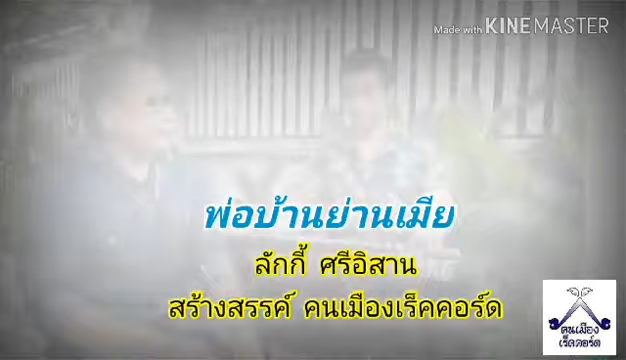 Made with KINEMASTER
พ่อบ้านย่านเมีย
ลักกี้ ศรีอิสาน
สร้างสรรค์ คนเมืองเร็คคอร์ด
คนเมือง
เร็คคอร์ด